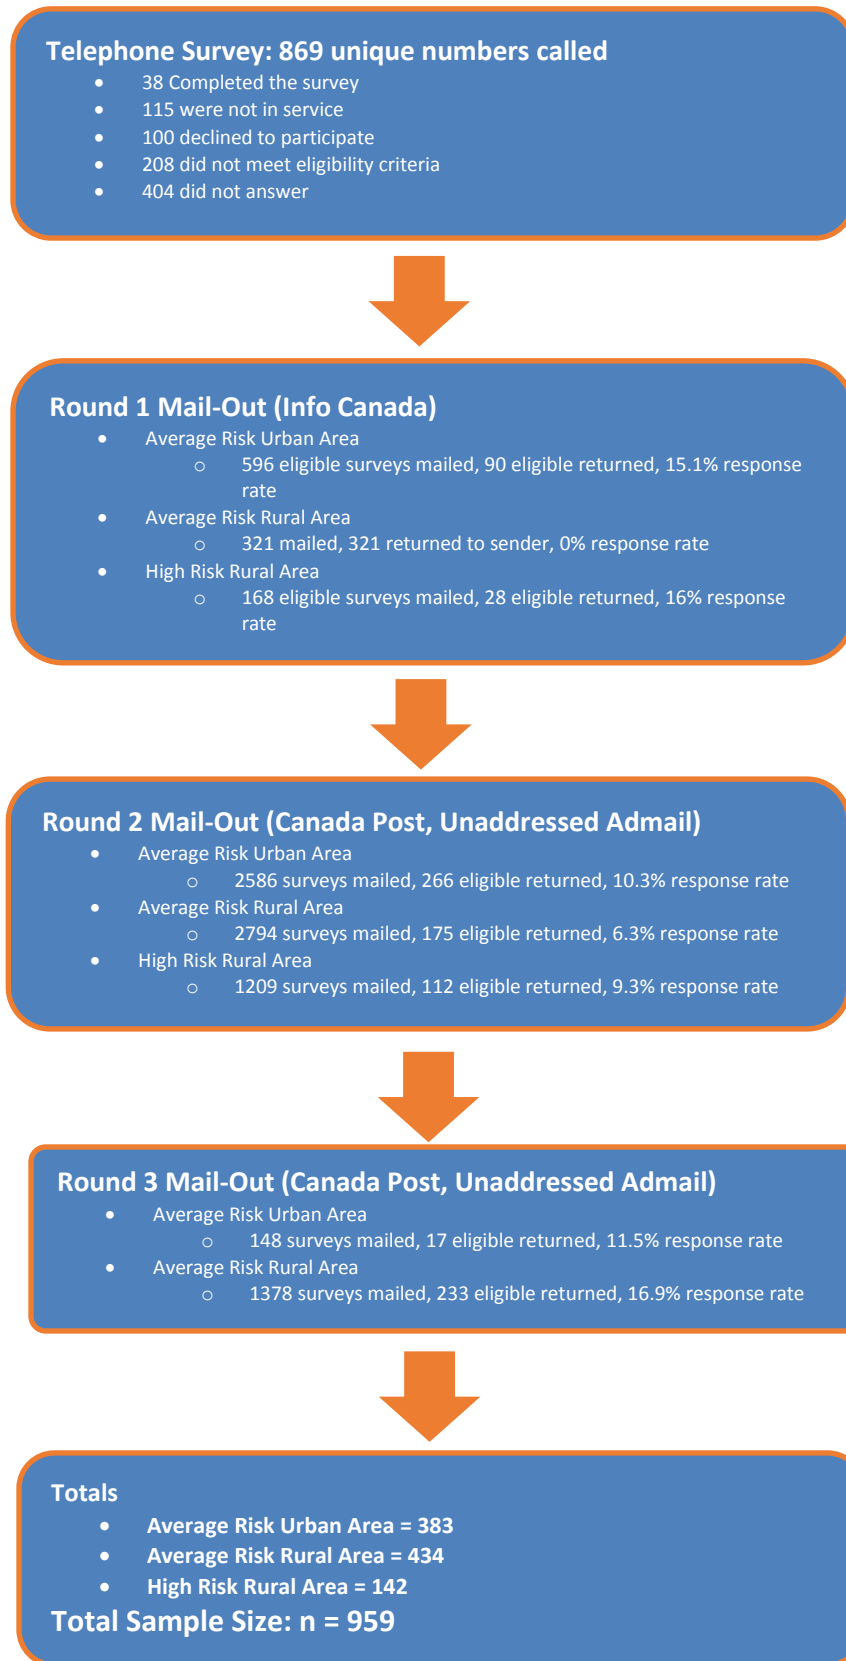 Telephone Survey: 869 unique numbers called
• 38 Completed the survey
• 115 were not in service
• 100 declined to participate
• 208 did not meet eligibility criteria
• 404 did not answer
Round 1 Mail-Out (Info Canada)
• Average Risk Urban Area
o 596 eligible surveys mailed, 90 eligible returned, 15.1% response
rate
• Average Risk Rural Area
o 321 mailed, 321 returned to sender, 0% response rate
• High Risk Rural Area
o 168 eligible surveys mailed, 28 eligible returned, 16% response
rate
Round 2 Mail-Out (Canada Post, Unaddressed Admail)
• Average Risk Urban Area
o 2586 surveys mailed, 266 eligible returned, 10.3% response rate
• Average Risk Rural Area
o 2794 surveys mailed, 175 eligible returned, 6.3% response rate
• High Risk Rural Area
o 1209 surveys mailed, 112 eligible returned, 9.3% response rate
Round 3 Mail-Out (Canada Post, Unaddressed Admail)
• Average Risk Urban Area
o 148 surveys mailed, 17 eligible returned, 11.5% response rate
• Average Risk Rural Area
o 1378 surveys mailed, 233 eligible returned, 16.9% response rate
Totals
• Average Risk Urban Area = 383
• Average Risk Rural Area = 434
• High Risk Rural Area = 142
Total Sample Size: n = 959